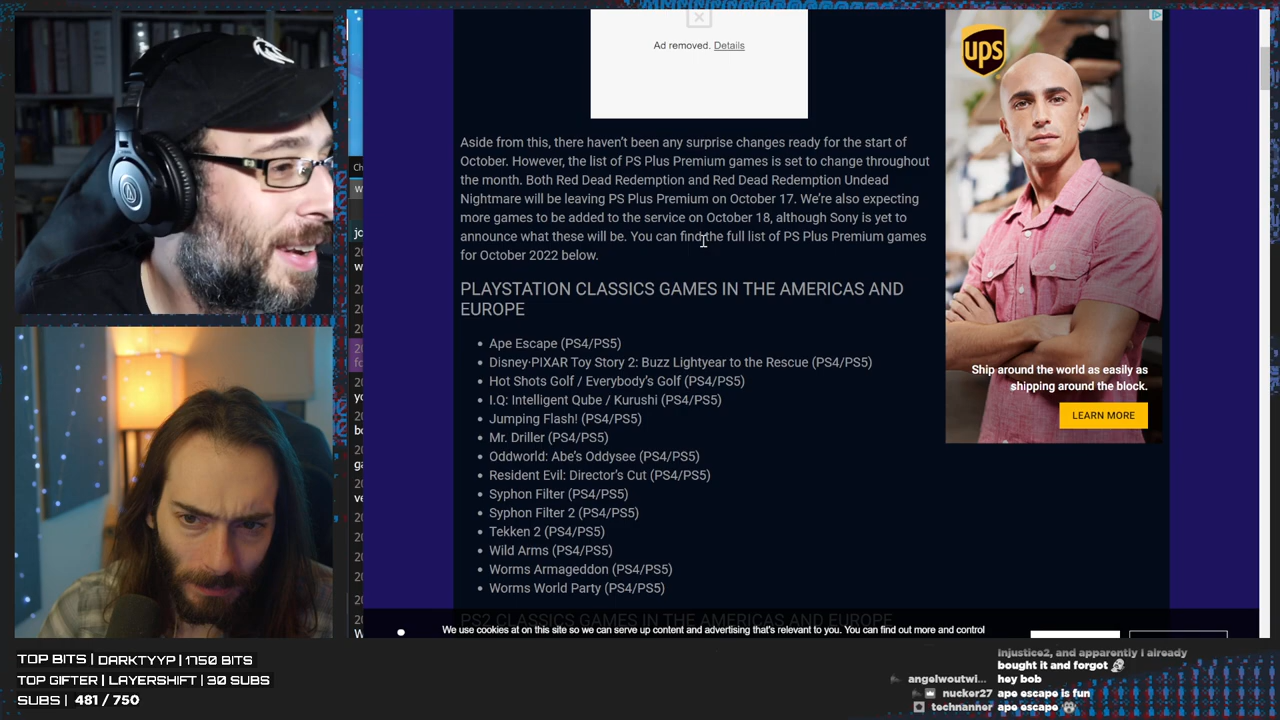 Ad removed. Details
ups
Aside from this, there haven't been any surprise changes ready for the start of
October. However, the list of PS Plus Premium games is set to change throughout
the month. Both Red Dead Redemption and Red Dead Redemption Undead
Nightmare will be leaving PS Plus Premium on October 17. We're also expecting
more games to be added to the service on October 18, although Sony is yet to
announce what these will be. You can find the full list of PS Plus Premium games
for October 2022 below.
PLAYSTATION CLASSICS GAMES IN THE AMERICAS AND
EUROPE
Ape Escape (PS4/PS5)
Disney·PIXAR Toy Story 2: Buzz Lightyear to the Rescue (PS4/PS5)
Hot Shots Golf / Everybody's Golf (PS4/PS5)
I.Q: Intelligent Qube / Kurushi (PS4/PS5)
Jumping Flash! (PS4/PS5)
Mr. Driller (PS4/PS5)
Oddworld: Abe's Oddysee (PS4/PS5)
Resident Evil: Director's Cut (PS4/PS5)
Syphon Filter (PS4/PS5)
Syphon Filter 2 (PS4/PS5)
Tekken 2 (PS4/PS5)
Wild Arms (PS4/PS5)
Worms Armageddon (PS4/PS5)
Worms World Party (PS4/PS5)
PS2 CLASSICS GAMES IN THE AMERICAS AND EUROPE
Ship around the world as easily as
shipping around the block.
LEARN MORE
We use cookies at on this site so we can serve up content and advertising that's relevant to you. You can find out more and control
TOP BITS | DARKTYYP | 1750 BITS
TOP GIFTER | LAYERSHIFT | 30 SUBS
SUBS | 481 / 750
Injustice2, and apparently I already
bought it and forgot
angelwoutwi... hey bob
nucker27 ape escape is fun
technanner ape escape